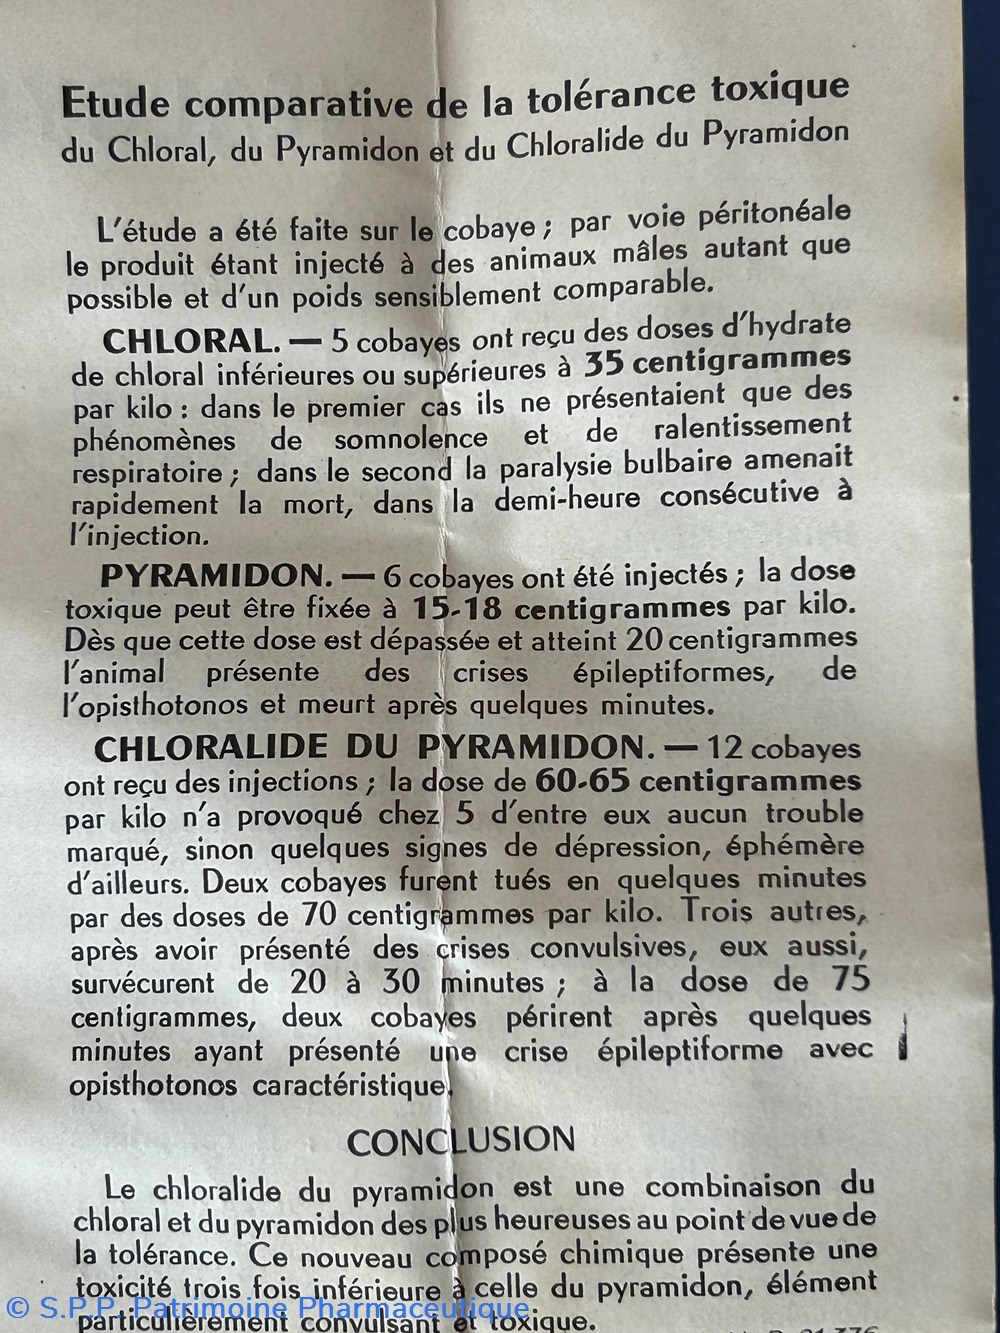 Etude comparative de la tolérance toxique
du Chloral, du Pyramidon et du Chloralide du Pyramidon
L'étude a été faite sur le cobaye ; par voie péritonéale
le produit étant injecté à des animaux mâles autant que
possible et d'un poids sensiblement comparable.
CHLORAL. — 5 cobayes ont reçu des doses d'hydrate
de chloral inférieures ou supérieures à 35 centigrammes
par kilo : dans le premier cas ils ne présentaient que des
phénomènes de somnolence et de ralentissement
respiratoire ; dans le second la paralysie bulbaire amenait
rapidement la mort, dans la demi-heure consécutive à
l'injection.
PYRAMIDON. — 6 cobayes ont été injectés ; la dose
toxique peut être fixée à 15-18 centigrammes par kilo.
Dès que cette dose est dépassée et atteint 20 centigrammes
l'animal présente des crises épileptiformes, de
l'opisthotonos et meurt après quelques minutes.
CHLORALIDE DU PYRAMIDON. — 12 cobayes
ont reçu des injections ; la dose de 60-65 centigrammes
par kilo n'a provoqué chez 5 d'entre eux aucun trouble
marqué, sinon quelques signes de dépression, éphémère
d'ailleurs. Deux cobayes furent tués en quelques minutes
par des doses de 70 centigrammes par kilo. Trois autres,
après avoir présenté des crises convulsives, eux aussi,
survécurent de 20 à 30 minutes ; à la dose de 75
centigrammes, deux cobayes périrent après quelques
minutes ayant présenté une crise épileptiforme avec
opisthotonos caractéristique.
CONCLUSION
Le chloralide du pyramidon est une combinaison du
chloral et du pyramidon des plus heureuses au point de vue de
la tolérance. Ce nouveau composé chimique présente une
toxicité trois fois inférieure à celle du pyramidon, élément
particulièrement convulsant et toxique.
© S.P.P. Patrimoine Pharmaceutique